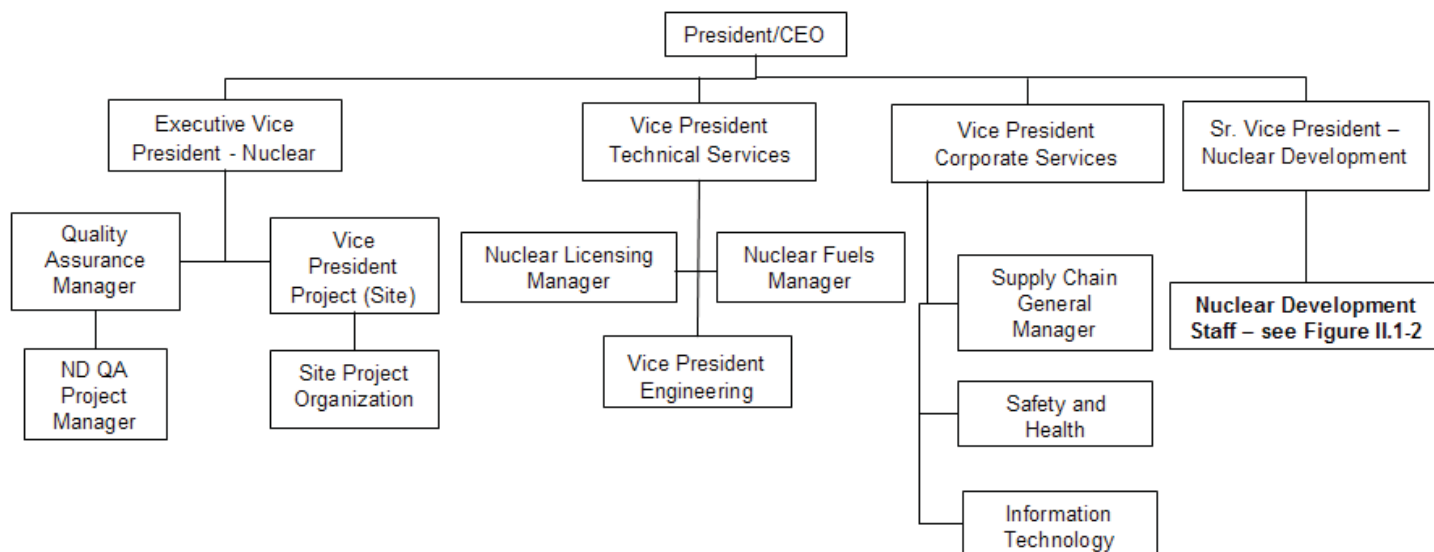 President/CEO
Executive Vice
President - Nuclear
Vice President
Technical Services
Vice President
Corporate Services
Sr. Vice President –
Nuclear Development
Quality
Assurance
Manager
Vice
President
Project (Site)
Nuclear Licensing
Manager
Nuclear Fuels
Manager
Supply Chain
General
Manager
Nuclear Development
Staff – see Figure II.1-2
ND QA
Project
Manager
Site Project
Organization
Vice President
Engineering
Safety and
Health
Information
Technology